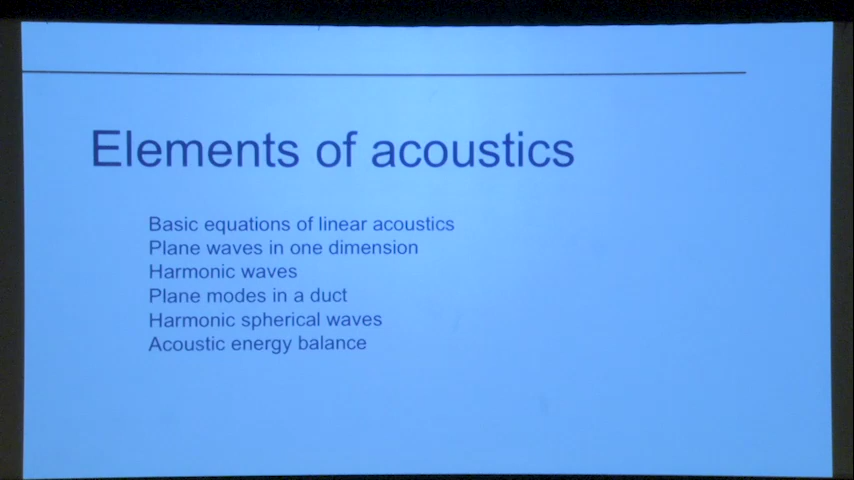 Elements of acoustics
Basic equations of linear acoustics
Plane waves in one dimension
Harmonic waves
Plane modes in a duct
Harmonic spherical waves
Acoustic energy balance